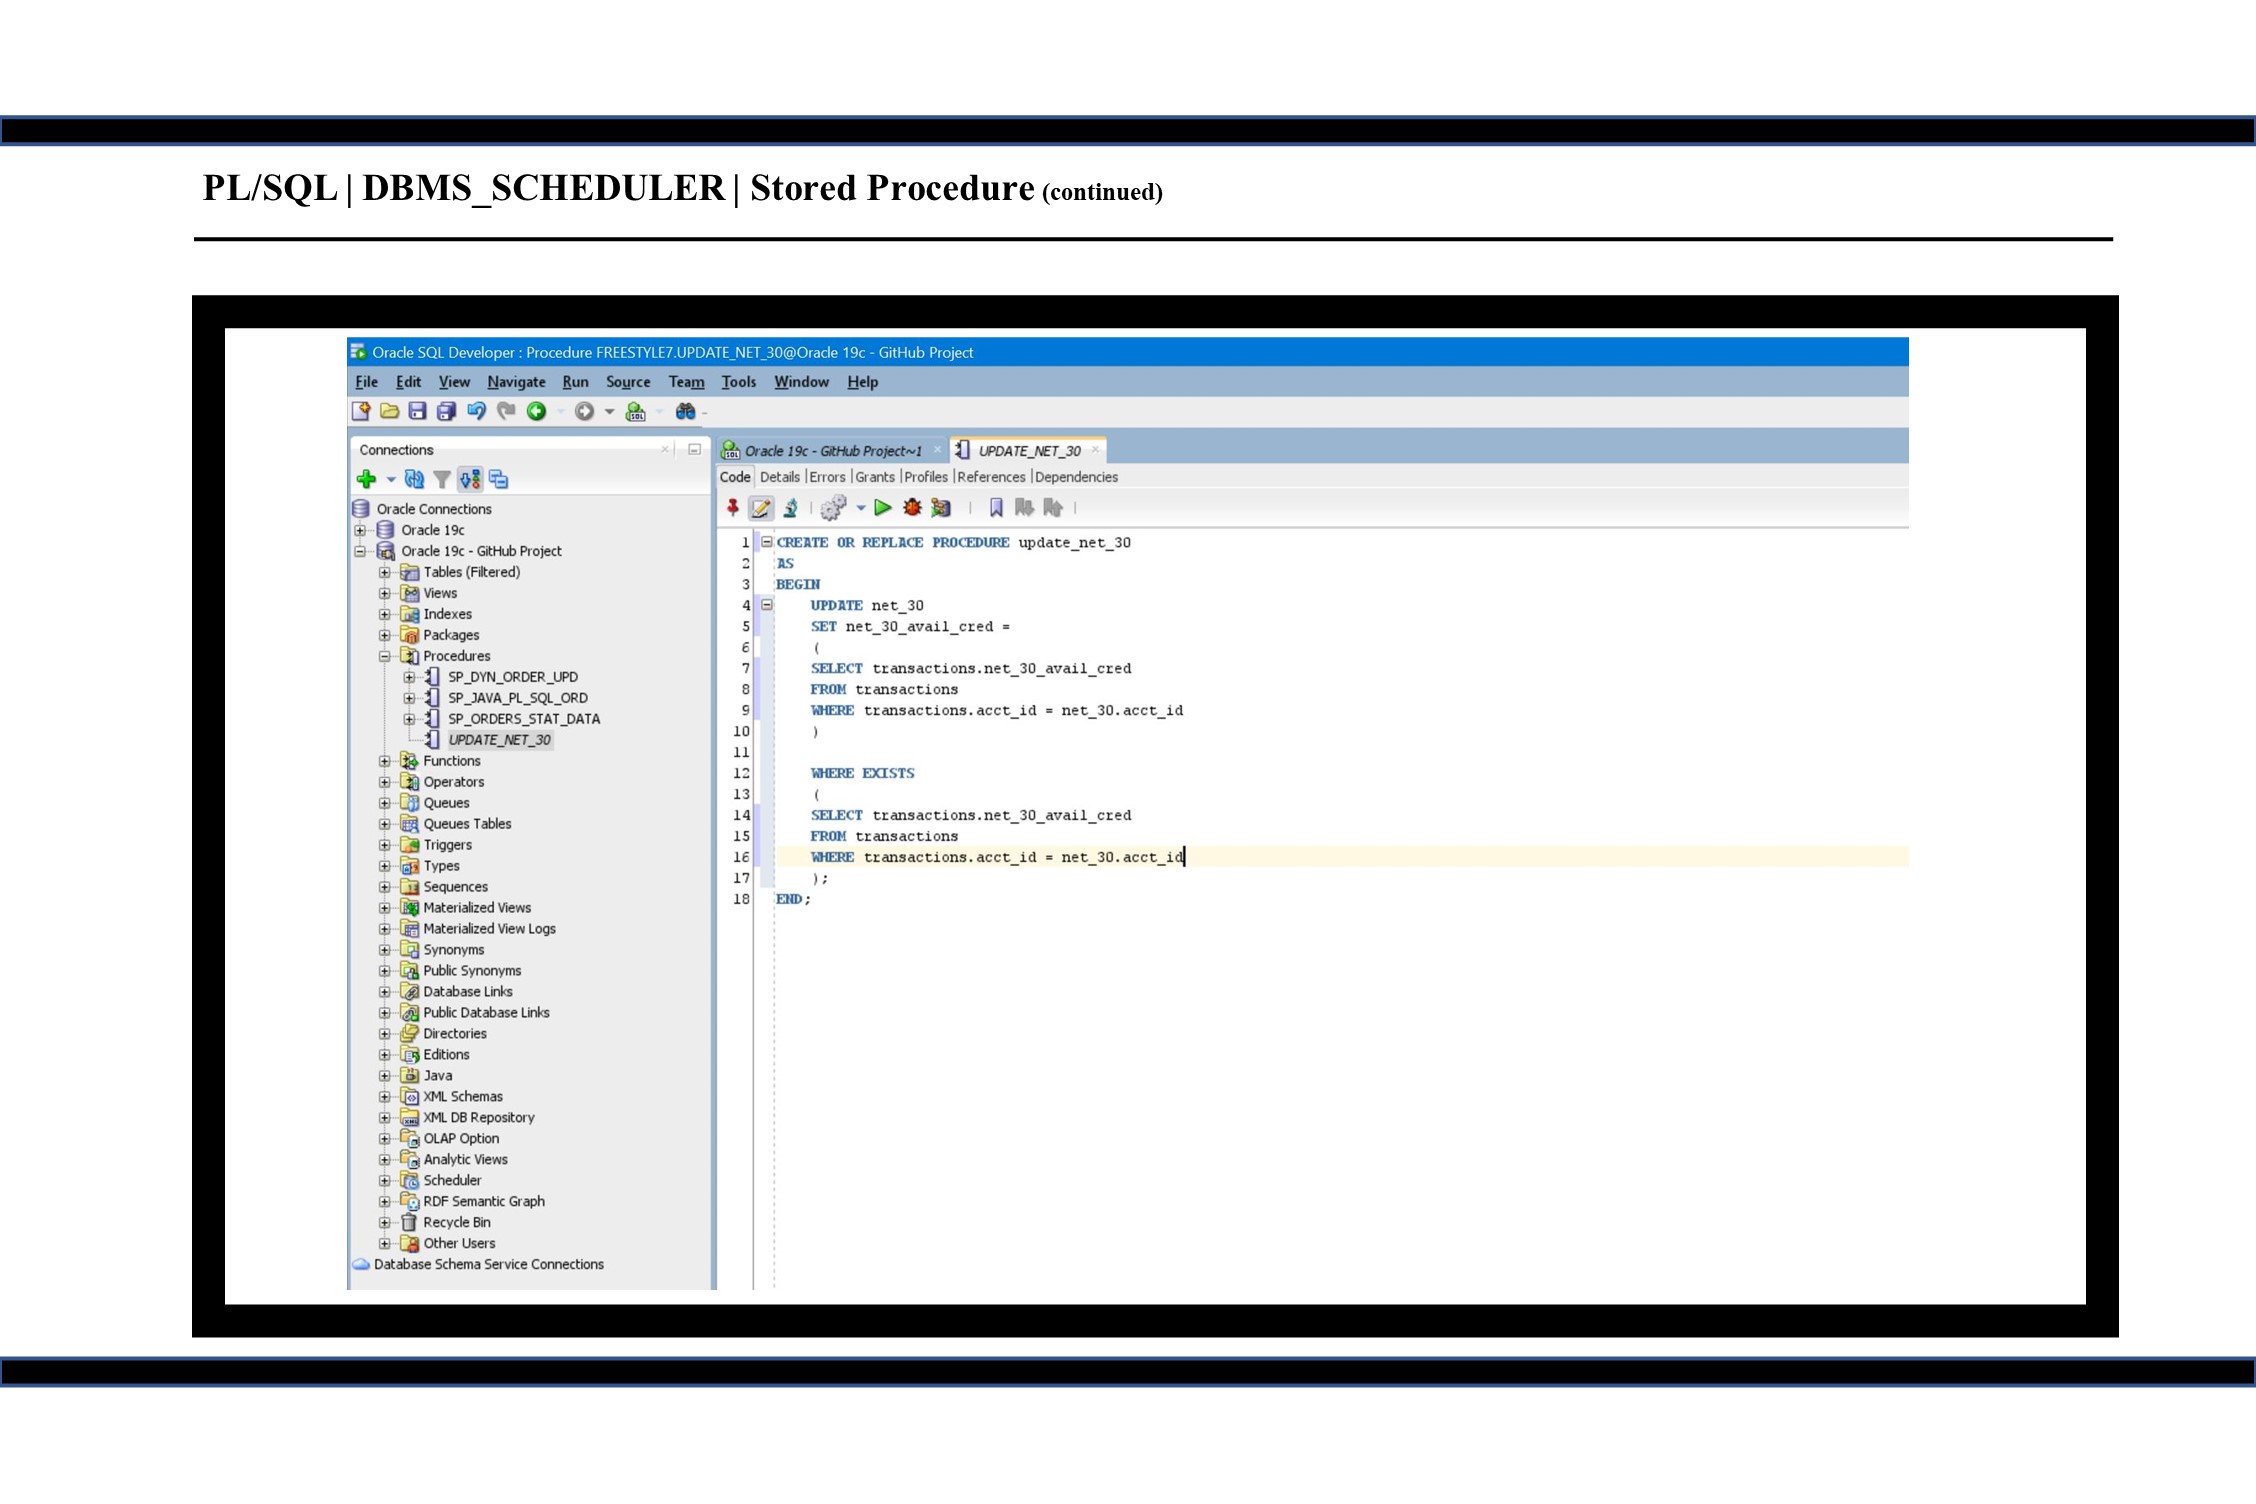 PL/SQL | DBMS_SCHEDULER | Stored Procedure (continued)
Oracle SQL Developer : Procedure FREESTYLE7.UPDATE_NET_30@Oracle 19c - GitHub Project
File Edit View Navigate Run Source Team Tools Window Help
Connections
Oracle Connections
Oracle 19c
Oracle 19c - GitHub Project
Tables (Filtered)
Views
Indexes
Packages
Procedures
SP_DYN_ORDER_UPD
SP_JAVA_PL_SQL_ORD
SP_ORDERS_STAT_DATA
UPDATE_NET_30
Functions
Operators
Queues
Queues Tables
Triggers
Types
Sequences
Materialized Views
Materialized View Logs
Synonyms
Public Synonyms
Database Links
Public Database Links
Directories
Editions
Java
XML Schemas
XML DB Repository
OLAP Option
Analytic Views
Scheduler
RDF Semantic Graph
Recycle Bin
Other Users
Database Schema Service Connections
Oracle 19c - GitHub Project~1 UPDATE_NET_30
Code Details |Errors |Grants |Profiles |References |Dependencies
1 CREATE OR REPLACE PROCEDURE update_net_30
2 AS
3 BEGIN
4 UPDATE net_30
5 SET net_30_avail_cred =
6 (
7 SELECT transactions.net_30_avail_cred
8 FROM transactions
9 WHERE transactions.acct_id = net_30.acct_id
10 )
11
12 WHERE EXISTS
13 (
14 SELECT transactions.net_30_avail_cred
15 FROM transactions
16 WHERE transactions.acct_id = net_30.acct_id
17 );
18 END;